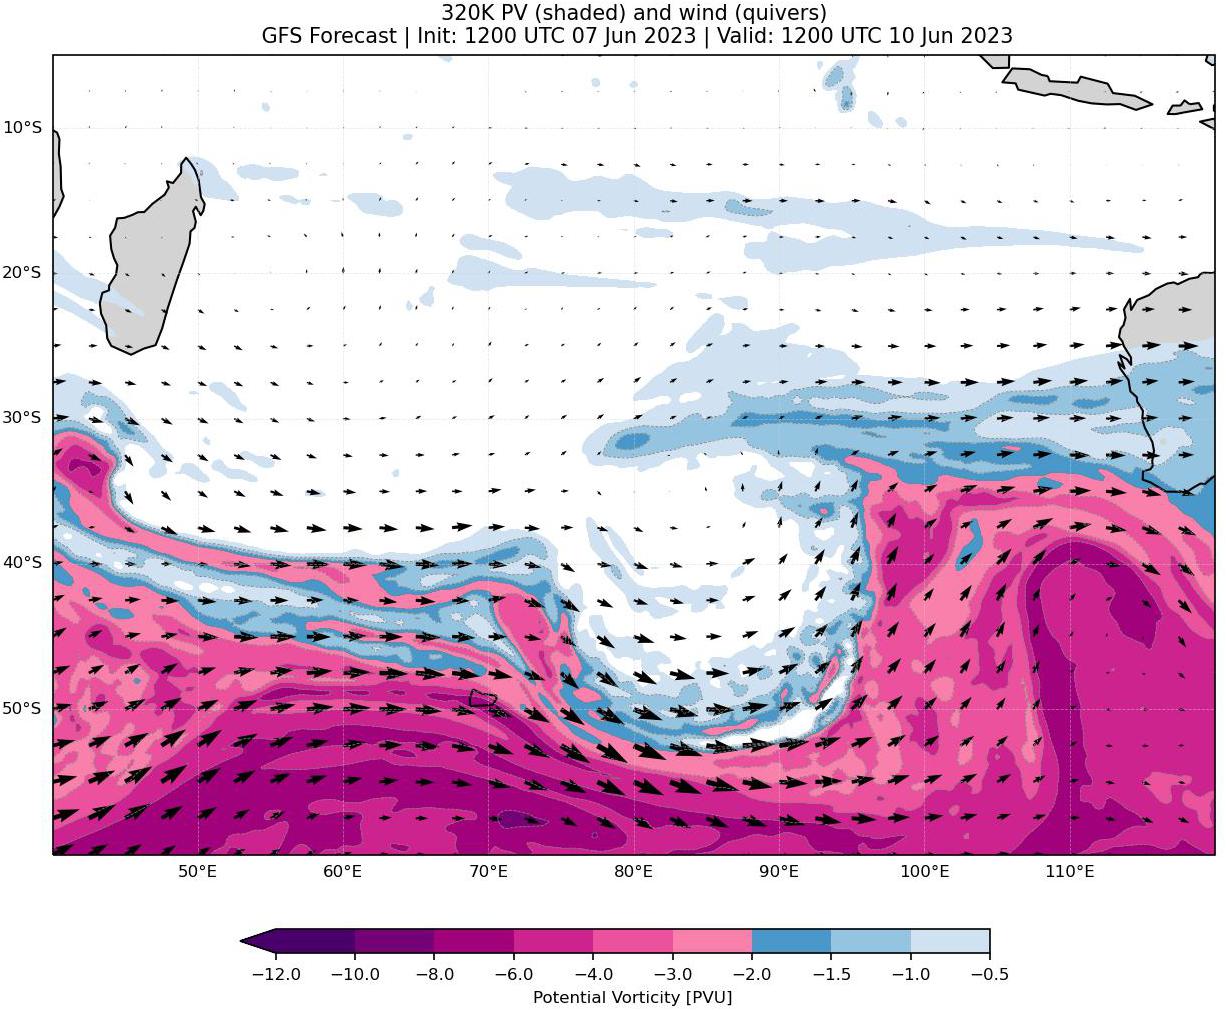 320K PV (shaded) and wind (quivers)
GFS Forecast | Init: 1200 UTC 07 Jun 2023 | Valid: 1200 UTC 10 Jun 2023
10°S
20°S
30°S
40°S
50°S
50°E 60°E 70°E 80°E 90°E 100°E 110°E
−12.0 −10.0 −8.0 −6.0 −4.0 −3.0 −2.0 −1.5 −1.0 −0.5
Potential Vorticity [PVU]